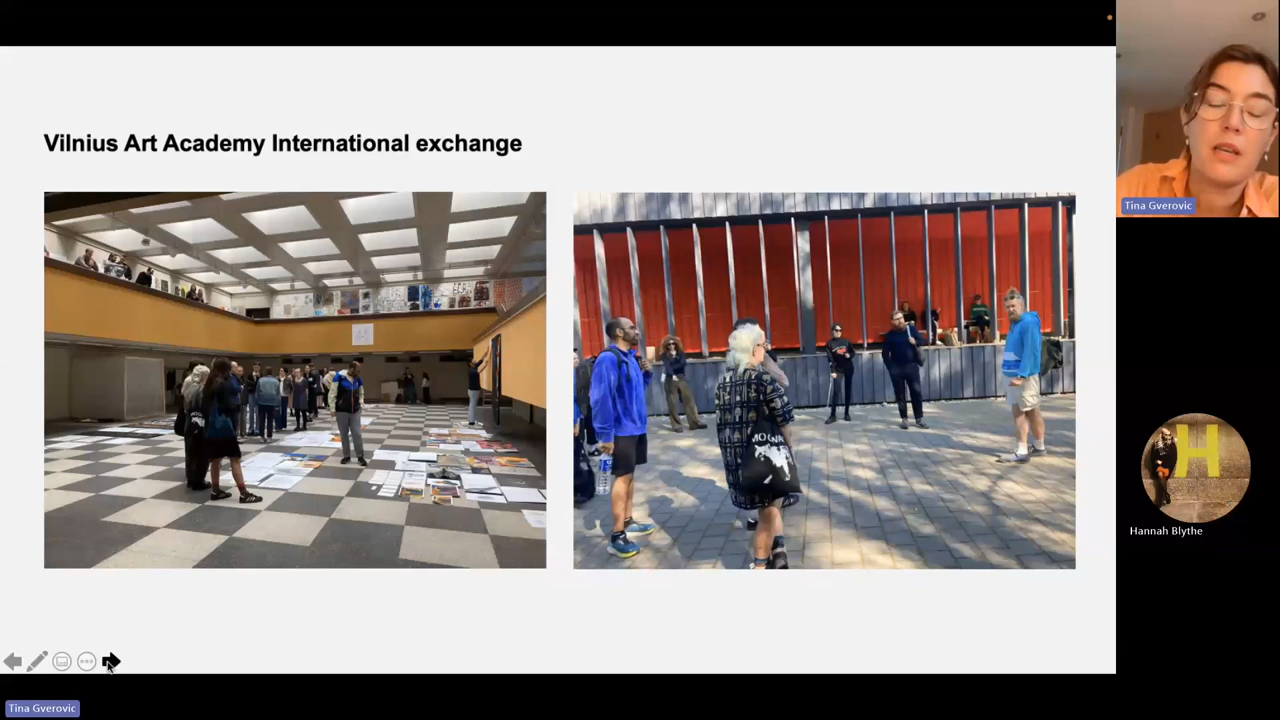 Vilnius Art Academy International exchange
Tina Gverovic
H
Hannah Blythe
Tina Gverovic